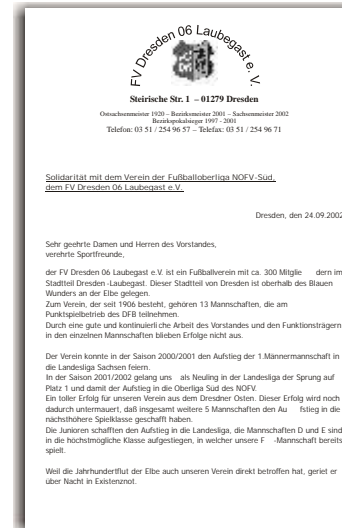 FV Dresden 06 Laubegast e. V.
Steirische Str. 1 – 01279 Dresden
Ostsachsenmeister 1920 – Bezirksmeister 2001 – Sachsenmeister 2002
Bezirkspokalsieger 1997 - 2001
Telefon: 03 51 / 254 96 57 – Telefax: 03 51 / 254 96 71
Solidarität mit dem Verein der Fußballoberliga NOFV-Süd,
dem FV Dresden 06 Laubegast e.V.
Dresden, den 24.09.2002
Sehr geehrte Damen und Herren des Vorstandes,
verehrte Sportfreunde,
der FV Dresden 06 Laubegast e.V. ist ein Fußballverein mit ca. 300 Mitglie dern im
Stadtteil Dresden -Laubegast. Dieser Stadtteil von Dresden ist oberhalb des Blauen
Wunders an der Elbe gelegen.
Zum Verein, der seit 1906 besteht, gehören 13 Mannschaften, die am
Punktspielbetrieb des DFB teilnehmen.
Durch eine gute und kontinuierli che Arbeit des Vorstandes und den Funktionsträgern
in den einzelnen Mannschaften blieben Erfolge nicht aus.
Der Verein konnte in der Saison 2000/2001 den Aufstieg der 1.Männermannschaft in
die Landesliga Sachsen feiern.
In der Saison 2001/2002 gelang uns als Neuling in der Landesliga der Sprung auf
Platz 1 und damit der Aufstieg in die Oberliga Süd des NOFV.
Ein toller Erfolg für unseren Verein aus dem Dresdner Osten. Dieser Erfolg wird noch
dadurch untermauert, daß insgesamt weitere 5 Mannschaften den Au fstieg in die
nächsthöhere Spielklasse geschafft haben.
Die Junioren schafften den Aufstieg in die Landesliga, die Mannschaften D und E sind
in die höchstmögliche Klasse aufgestiegen, in welcher unsere F -Mannschaft bereits
spielt.
Weil die Jahrhundertflut der Elbe auch unseren Verein direkt betroffen hat, geriet er
über Nacht in Existenznot.